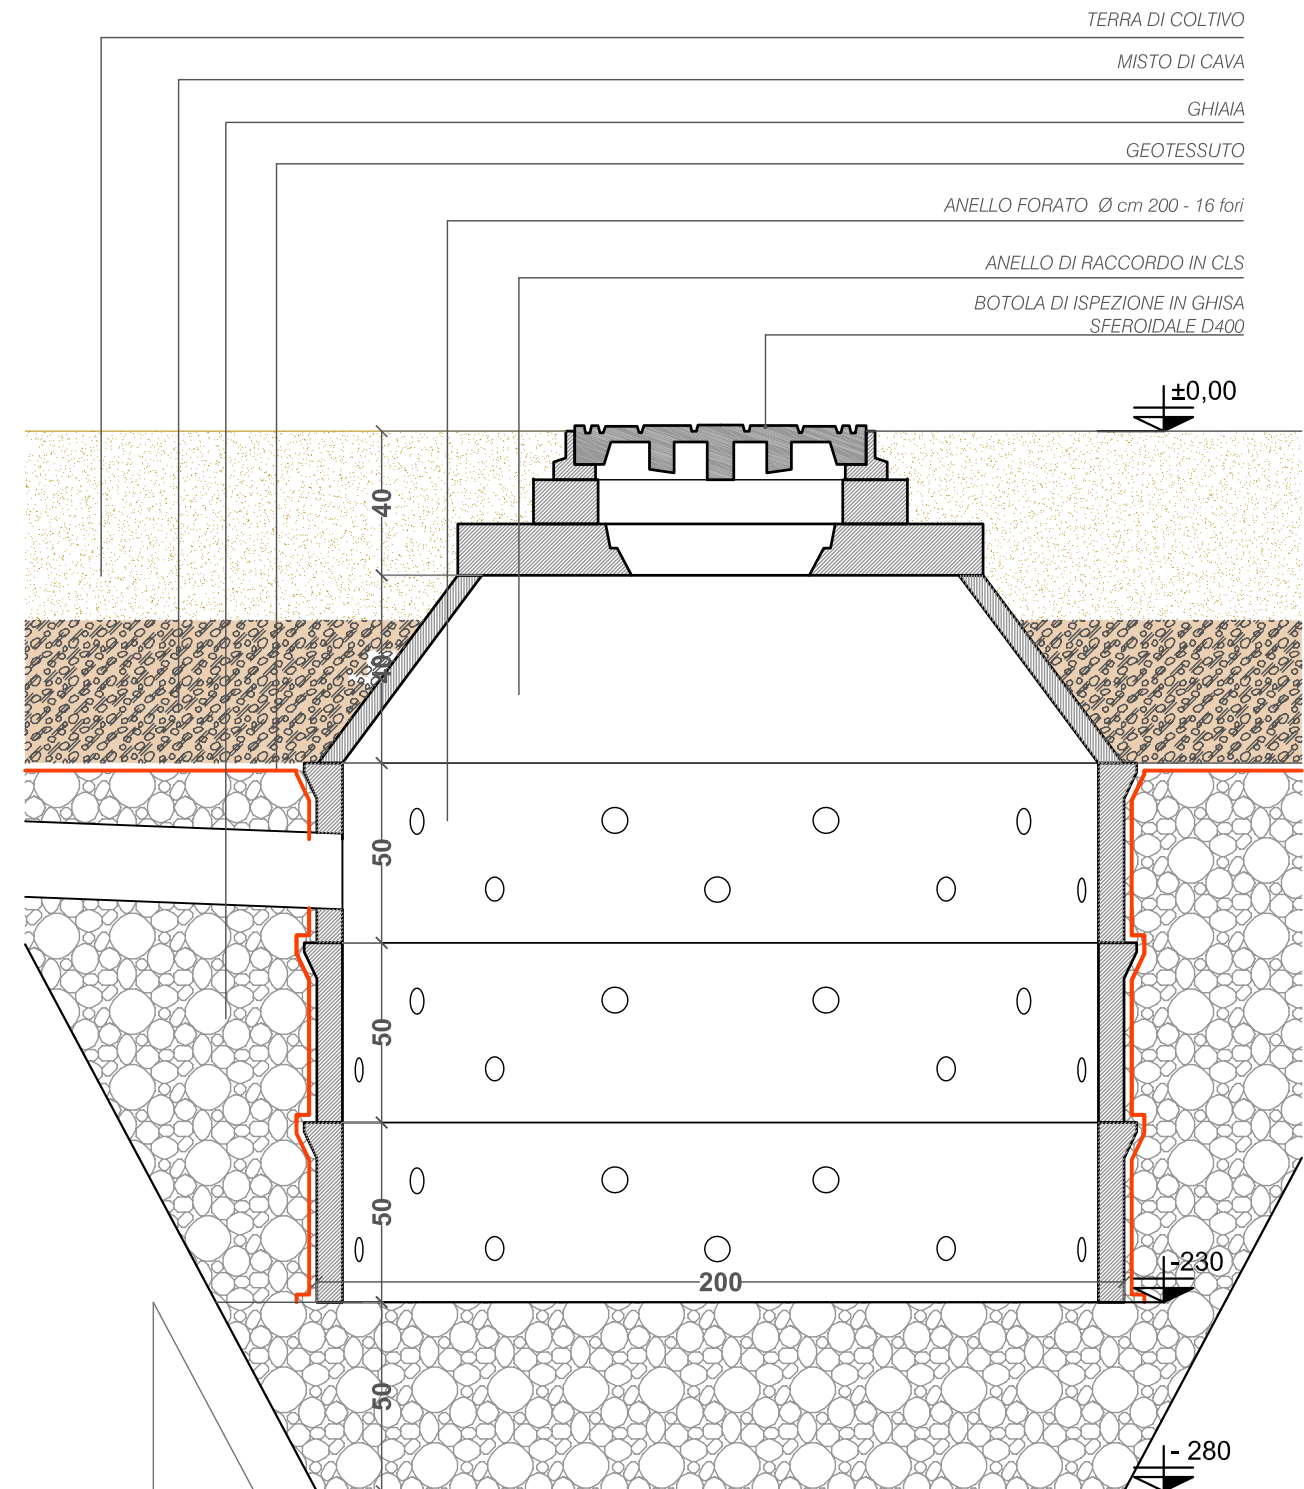 TERRA DI COLTIVO
MISTO DI CAVA
GHIAIA
GEOTESSUTO
ANELLO FORATO Ø cm 200 - 16 fori
ANELLO DI RACCORDO IN CLS
BOTOLA DI ISPEZIONE IN GHISA
SFEROIDALE D400
±0,00
40
40
50
50
50
200
-230
50
- 280